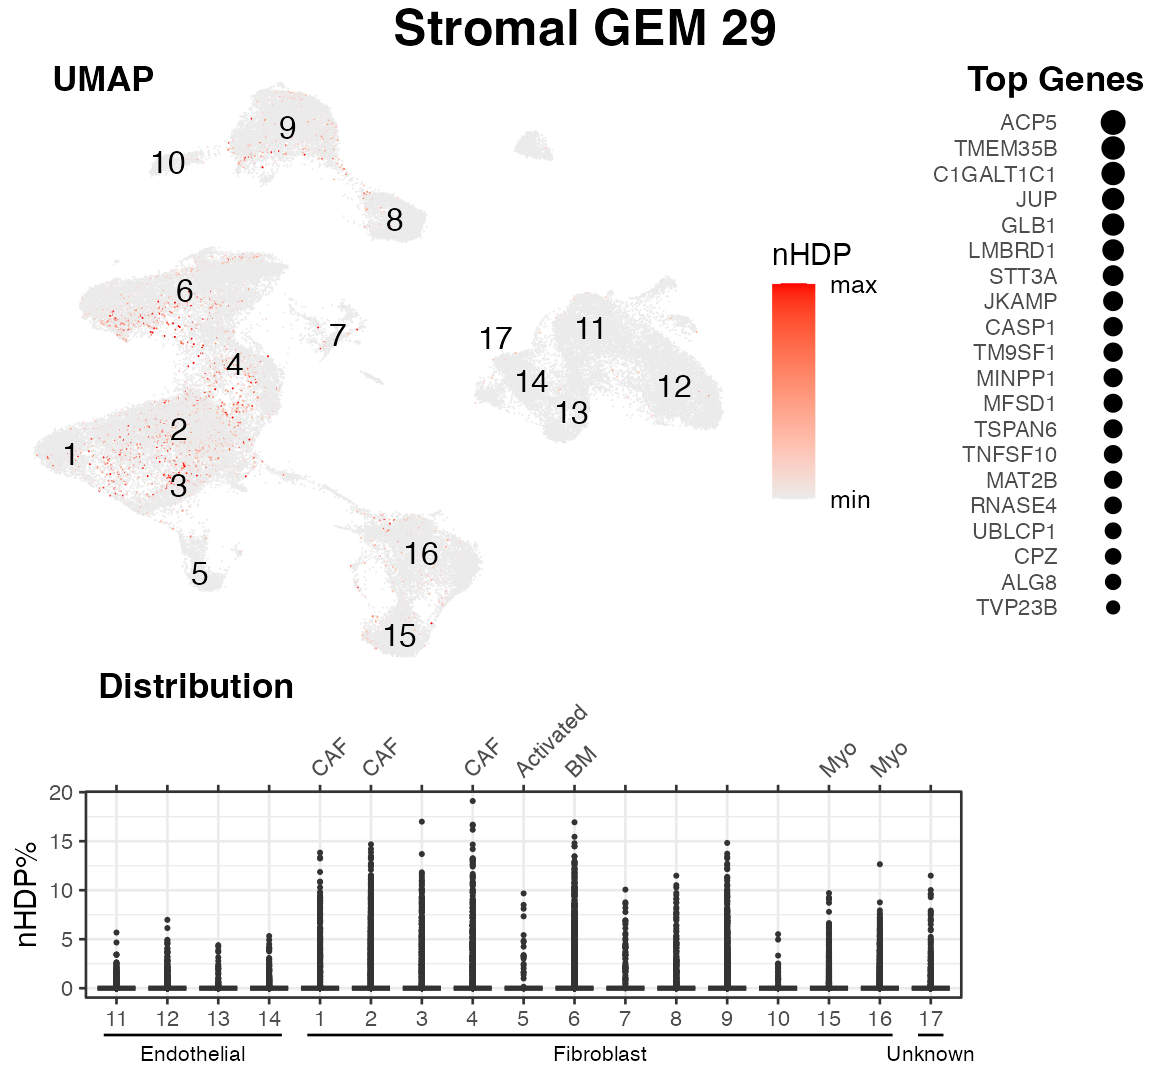 Stromal GEM 29
UMAP
9
10
8
6
7
4
2
1
3
5
16
15
17
11
14
12
13
nHDP
max
min
Top Genes
ACP5
TMEM35B
C1GALT1C1
JUP
GLB1
LMBRD1
STT3A
JKAMP
CASP1
TM9SF1
MINPP1
MFSD1
TSPAN6
TNFSF10
MAT2B
RNASE4
UBLCP1
CPZ
ALG8
TVP23B
Distribution
CAF CAF CAF Activated BM Myo Myo
nHDP%
20
15
10
5
0
11 12 13 14 1 2 3 4 5 6 7 8 9 10 15 16 17
Endothelial Fibroblast Unknown